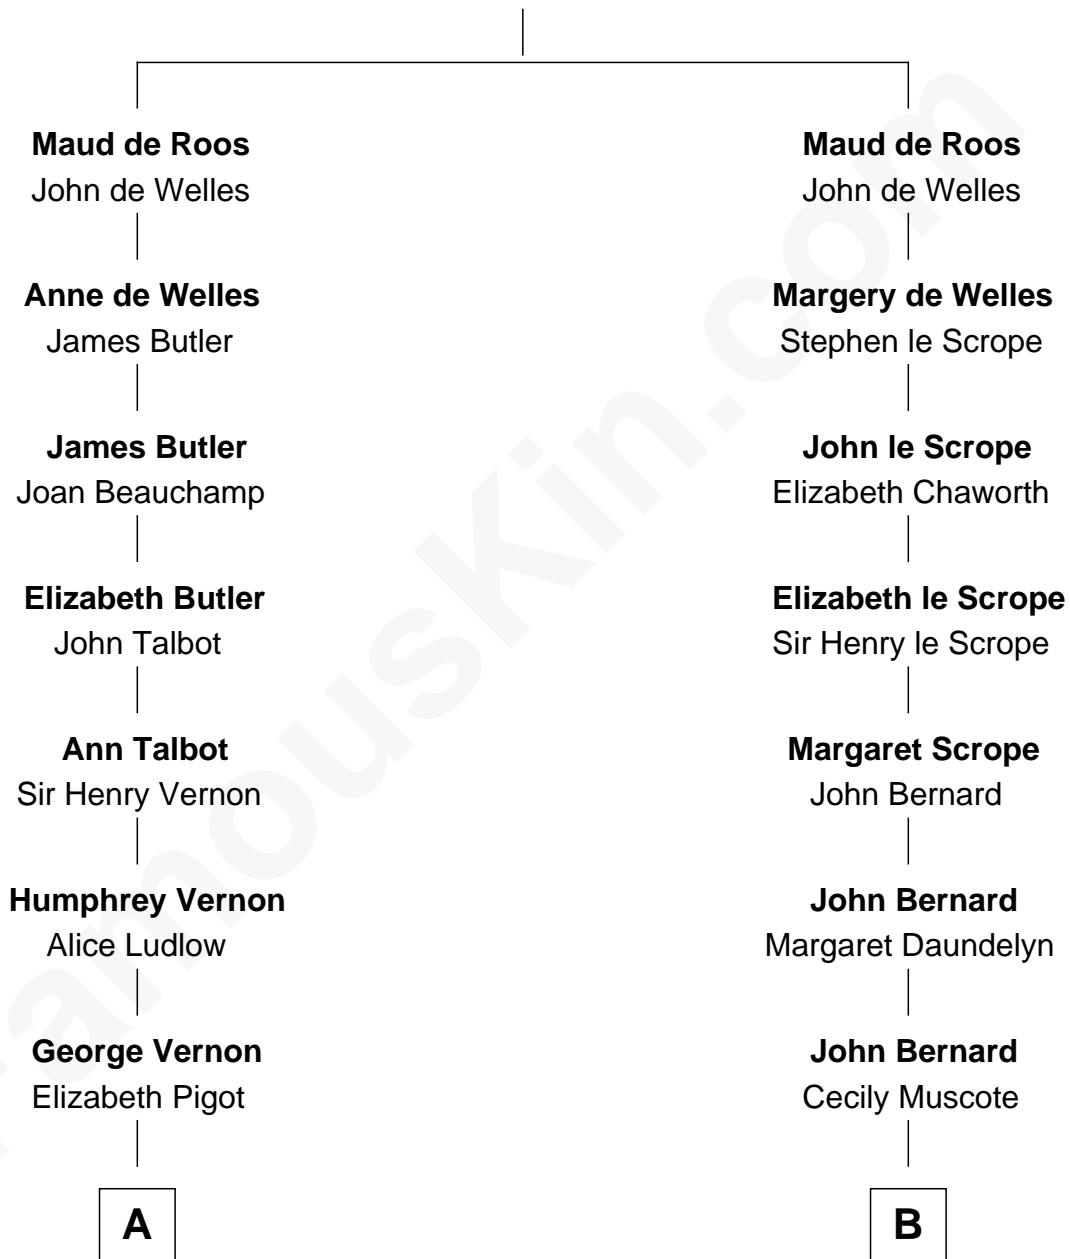 Maud de Roos
John de Welles
Anne de Welles
James Butler
James Butler
Joan Beauchamp
Elizabeth Butler
John Talbot
Ann Talbot
Sir Henry Vernon
Humphrey Vernon
Alice Ludlow
George Vernon
Elizabeth Pigot
A
Maud de Roos
John de Welles
Margery de Welles
Stephen le Scrope
John le Scrope
Elizabeth Chaworth
Elizabeth le Scrope
Sir Henry le Scrope
Margaret Scrope
John Bernard
John Bernard
Margaret Daundelyn
John Bernard
Cecily Muscote
B
FamousKin.com